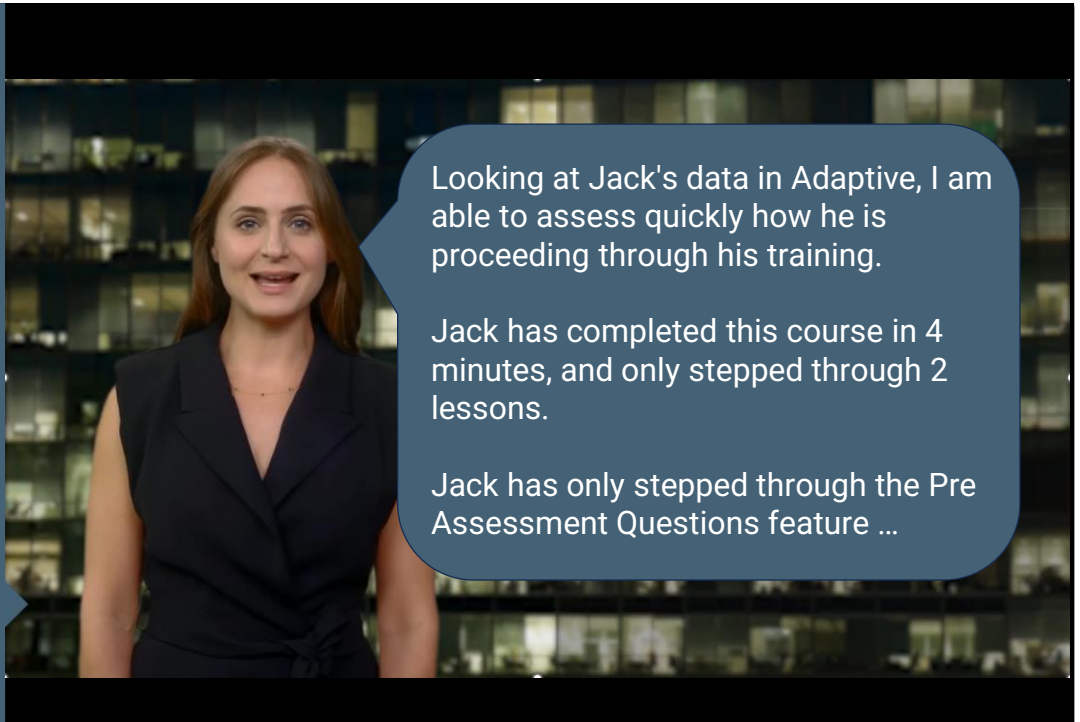 Looking at Jack's data in Adaptive, I am
able to assess quickly how he is
proceeding through his training.
Jack has completed this course in 4
minutes, and only stepped through 2
lessons.
Jack has only stepped through the Pre
Assessment Questions feature …